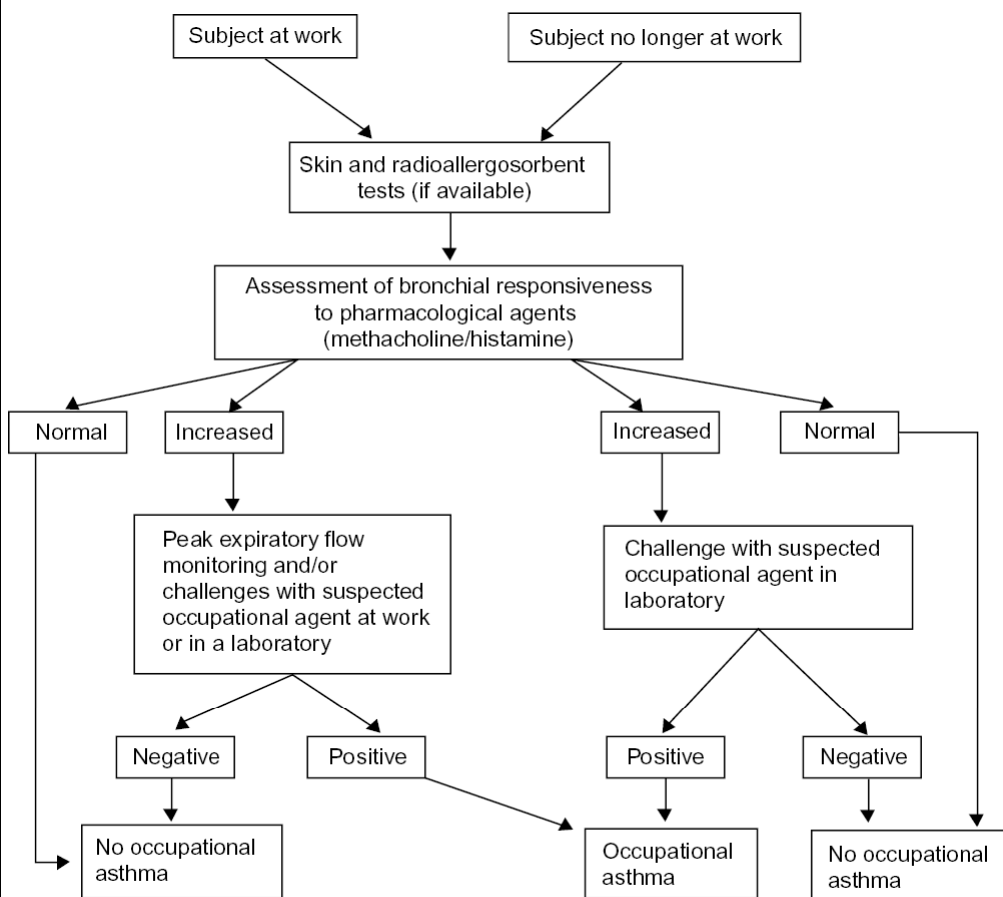 Subject at work
Subject no longer at work
Skin and radioallergosorbent
tests (if available)
Assessment of bronchial responsiveness
to pharmacological agents
(methacholine/histamine)
Normal
Increased
Increased
Normal
Peak expiratory flow
monitoring and/or
challenges with suspected
occupational agent at work
or in a laboratory
Challenge with suspected
occupational agent in
laboratory
Negative
Positive
Positive
Negative
No occupational
asthma
Occupational
asthma
No occupational
asthma